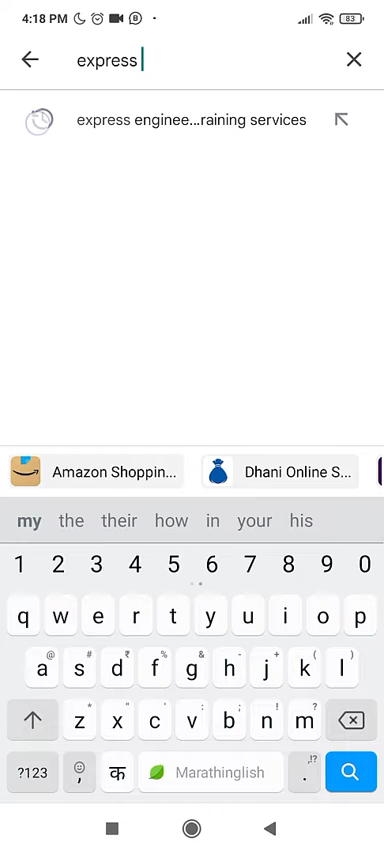 4:18 PM 83
express
express enginee...raining services
Amazon Shoppin... Dhani Online S...
my the their how in your his
1 2 3 4 5 6 7 8 9 0
q w e r t y u i o p
@ # ₹ % & - + ( )
a s d f g h j k l
* " ' : ; ! ?
z x c v b n m
?123 , क Marathinglish . ,!?